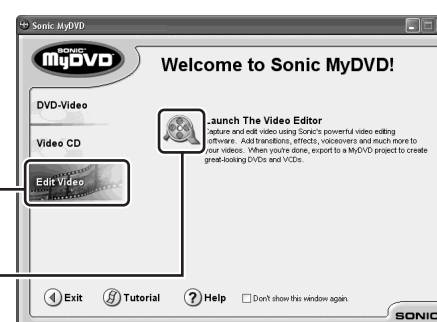 Sonic MyDVD
SONIC
MyDVD
Welcome to Sonic MyDVD!
DVD-Video
Video CD
Edit Video
Launch The Video Editor
Capture and edit video using Sonic's powerful video editing
software. Add transitions, effects, voiceovers and much more to
your videos. When you're done, export to a MyDVD project to create
great-looking DVDs and VCDs.
Exit
Tutorial
? Help
Don't show this window again.
SONIC